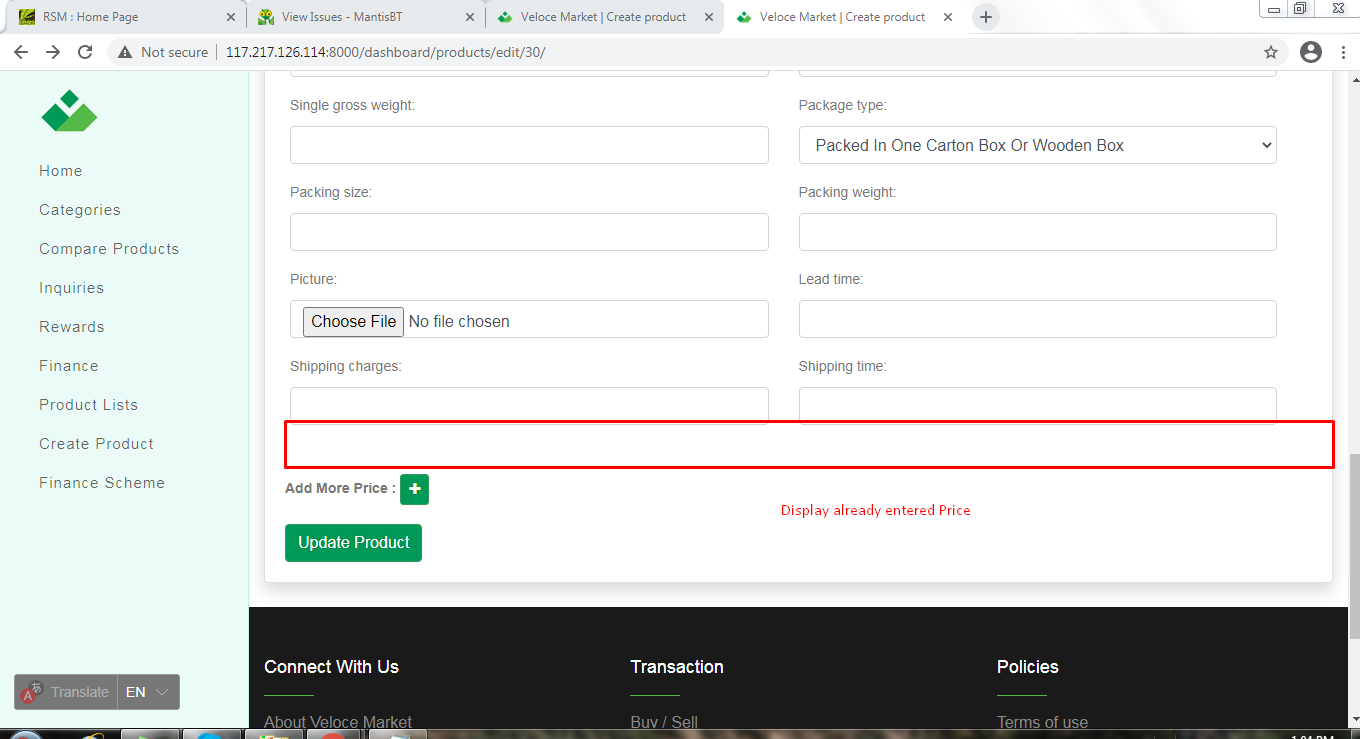 RSM : Home Page
View Issues - MantisBT
Veloce Market | Create product
Veloce Market | Create product
Not secure
117.217.126.114:8000/dashboard/products/edit/30/
Home
Categories
Compare Products
Inquiries
Rewards
Finance
Product Lists
Create Product
Finance Scheme
Single gross weight:
Package type:
Packed In One Carton Box Or Wooden Box
Packing size:
Packing weight:
Picture:
Lead time:
Choose File No file chosen
Shipping charges:
Shipping time:
Add More Price :
+
Display already entered Price
Update Product
Connect With Us
Transaction
Policies
About Veloce Market
Buy / Sell
Terms of use
Translate
EN
1:04 PM